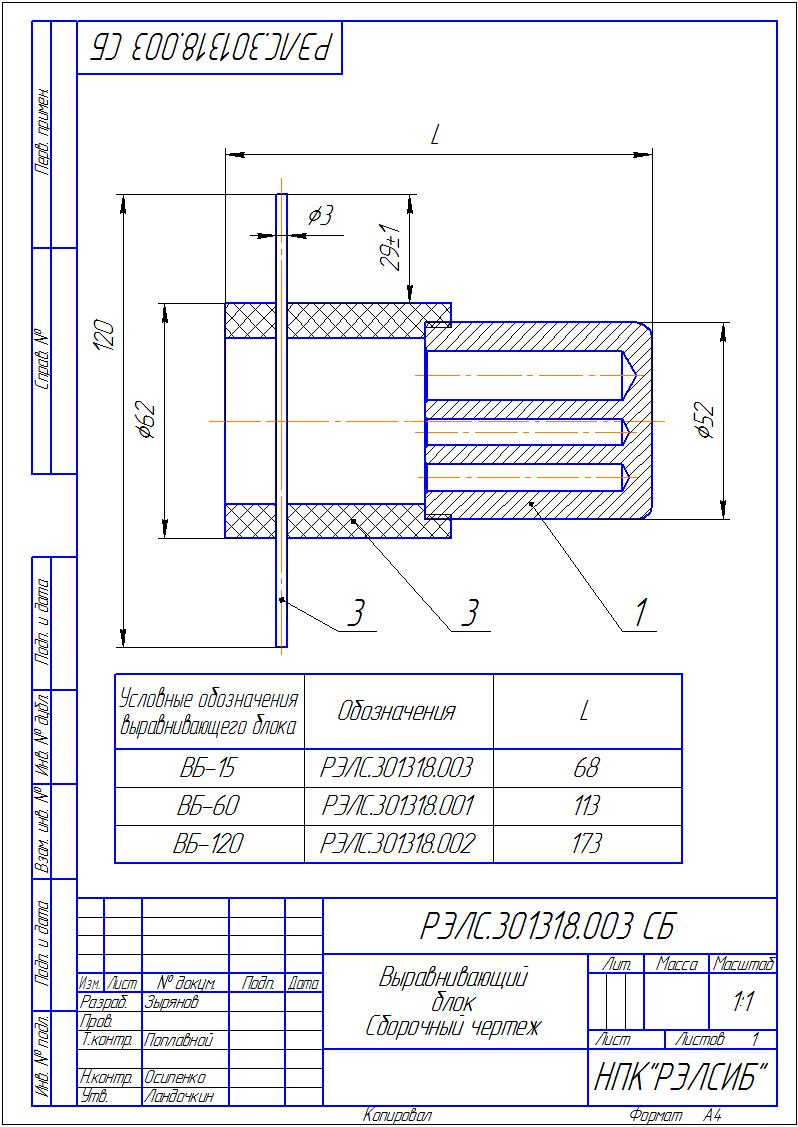 РЭЛС.301318.003 СБ
Перв. примен.
Справ. №
Подп. и дата
Инв. № дубл.
Взам. инв. №
Подп. и дата
Инв. № подл.
L
ϕ3
29±1
120
ϕ62
ϕ52
3
3
1
Условные обозначения выравнивающего блока Обозначения L
ВБ-15 РЭЛС.301318.003 68
ВБ-60 РЭЛС.301318.001 113
ВБ-120 РЭЛС.301318.002 173
РЭЛС.301318.003 СБ
Изм. Лист № докум. Подп. Дата
Разраб. Зырянов
Пров.
Т.контр. Поплавной
Н.контр. Осипенко
Утв. Ландочкин
Выравнивающий
блок
Сборочный чертеж
Лит. Масса Масштаб
1:1
Лист Листов 1
НПК"РЭЛСИБ"
Копировал Формат А4